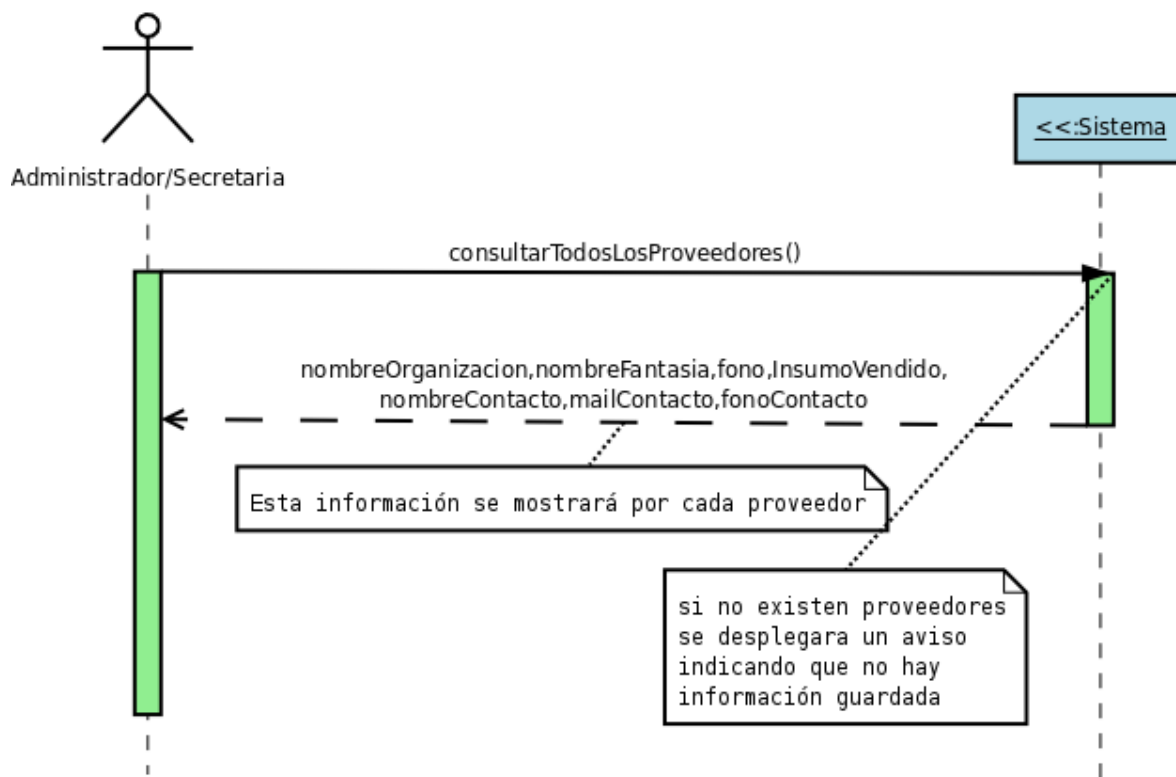 <<:Sistema
Administrador/Secretaria
consultarTodosLosProveedores()
nombreOrganizacion,nombreFantasia,fono,InsumoVendido,
nombreContacto,mailContacto,fonoContacto
Esta información se mostrará por cada proveedor
si no existen proveedores
se desplegara un aviso
indicando que no hay
información guardada